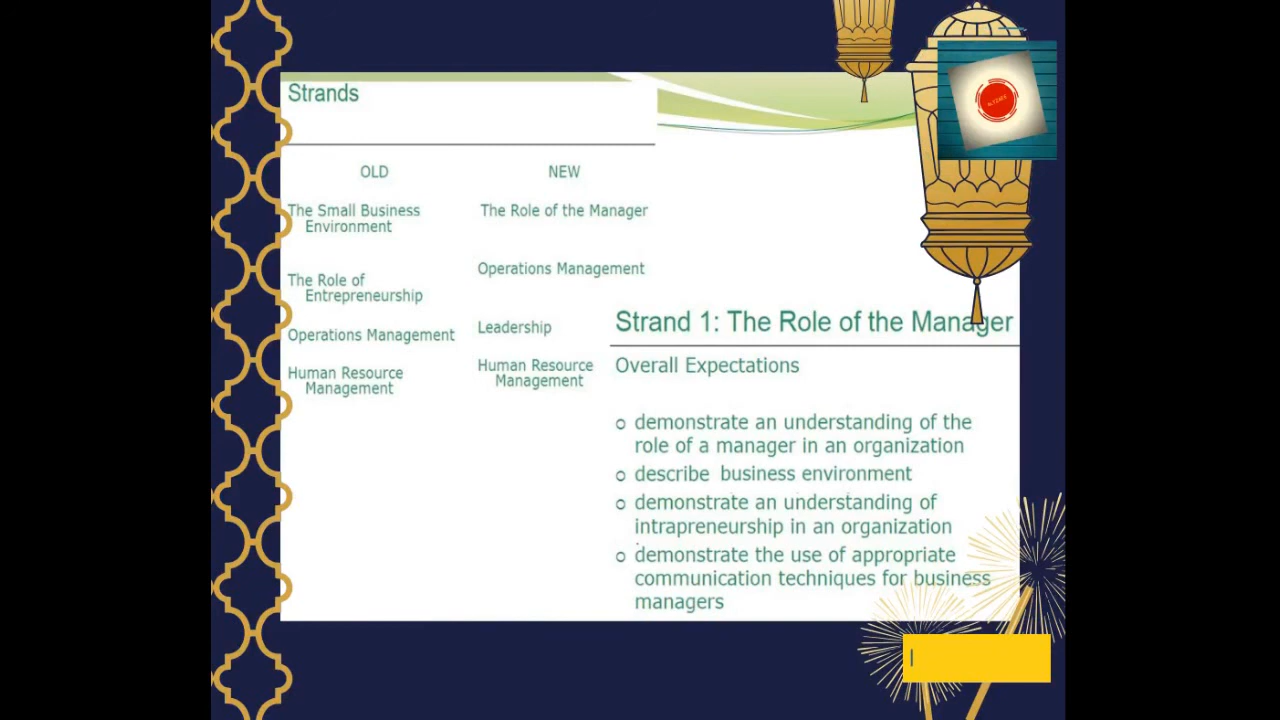 Strands
OLD
NEW
The Small Business
Environment
The Role of the Manager
The Role of
Entrepreneurship
Operations Management
Operations Management
Leadership
Human Resource
Management
Human Resource
Management
Strand 1: The Role of the Manager
Overall Expectations
demonstrate an understanding of the
role of a manager in an organization
describe business environment
demonstrate an understanding of
intrapreneurship in an organization
demonstrate the use of appropriate
communication techniques for business
managers